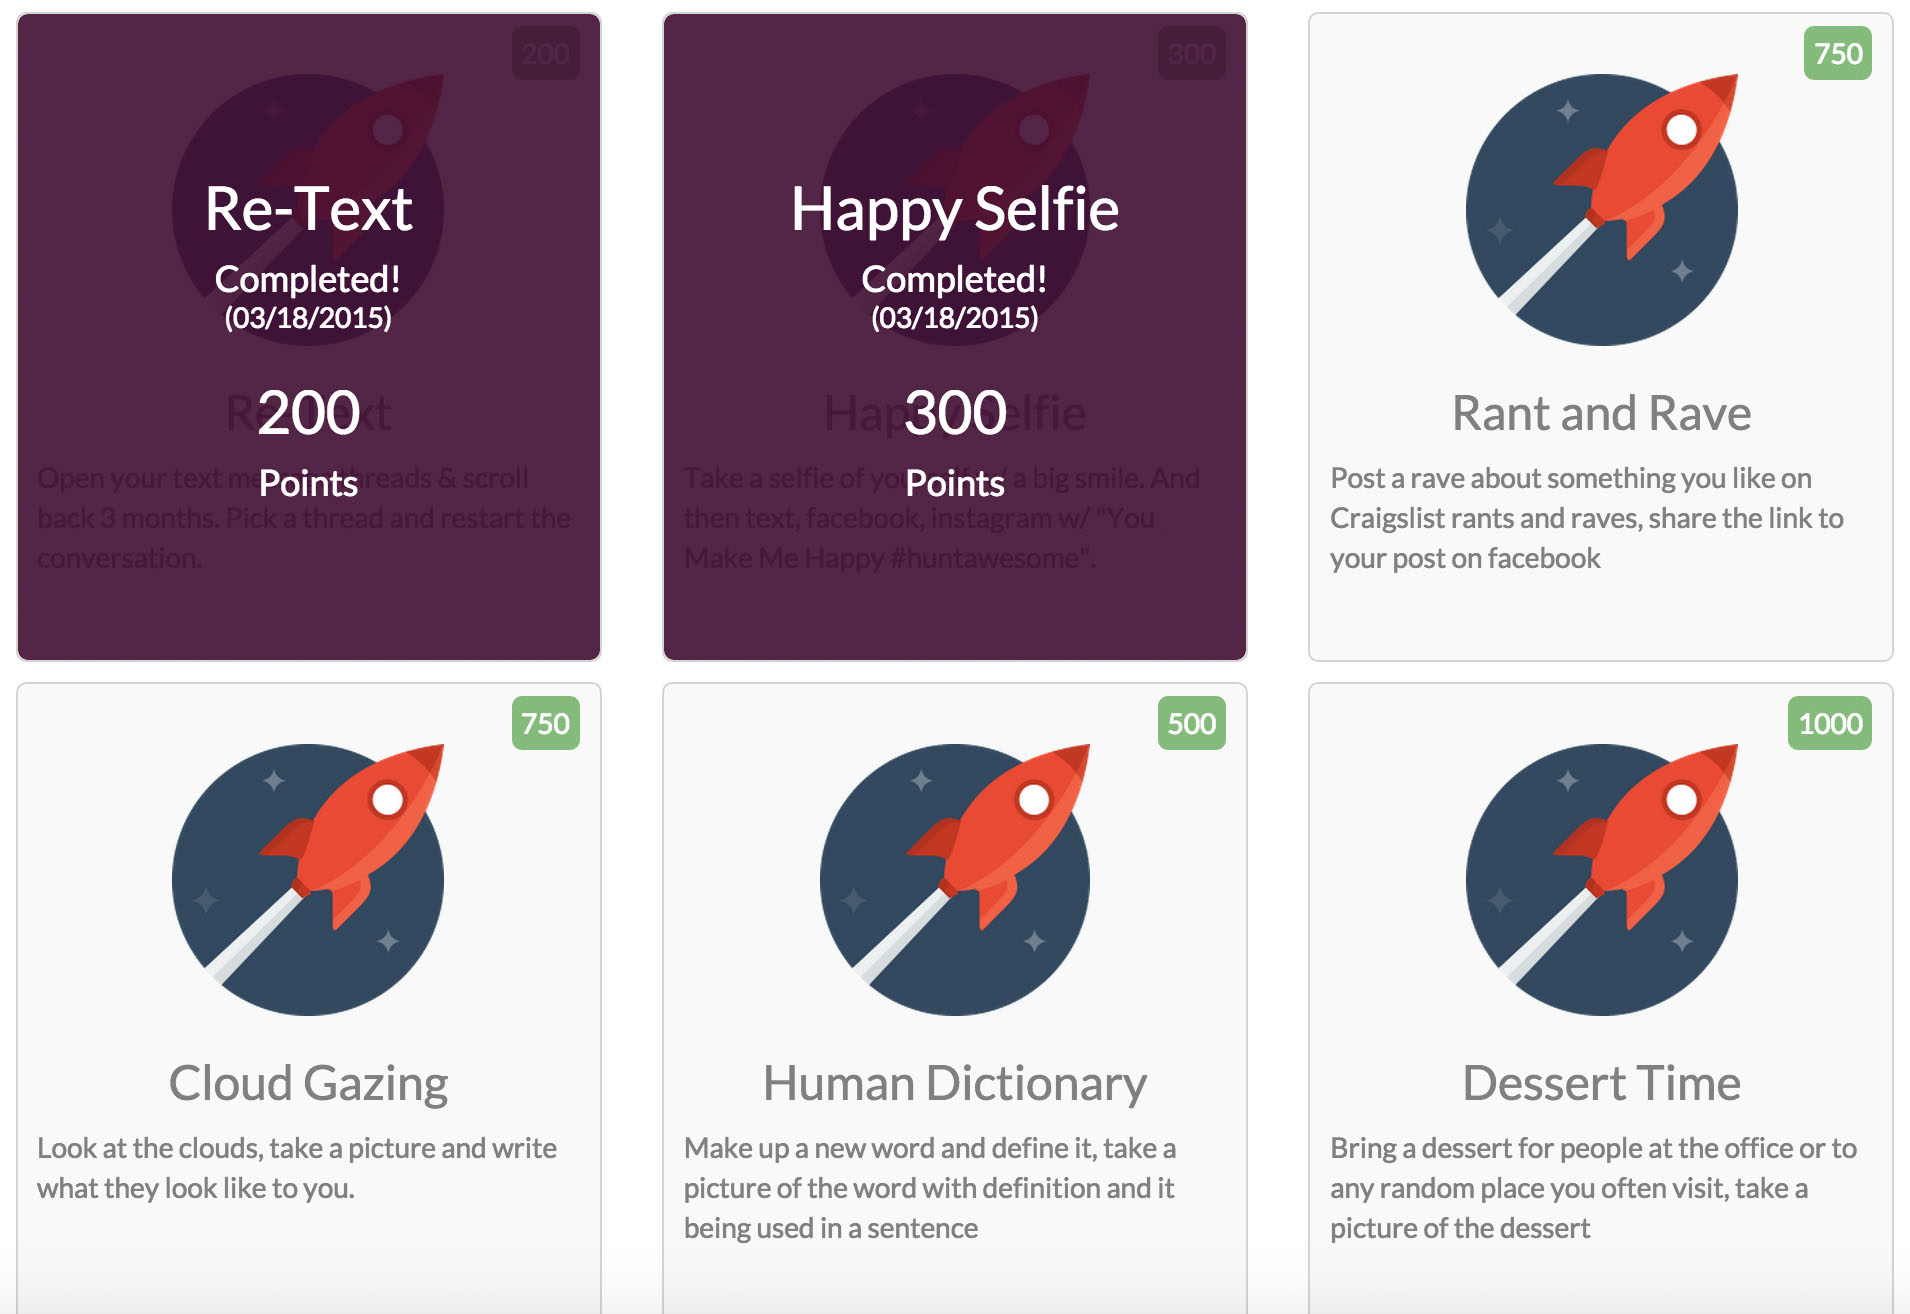 200
Re-Text
Completed!
(03/18/2015)
200
Points
Re-Text
Open your text threads & scroll
back 3 months. Pick a thread and restart the
conversation.
300
Happy Selfie
Completed!
(03/18/2015)
300
Points
Happy Selfie
Take a selfie of a big smile. And
then text, facebook, instagram w/ "You
Make Me Happy #huntawesome".
750
Rant and Rave
Post a rave about something you like on
Craigslist rants and raves, share the link to
your post on facebook
750
Cloud Gazing
Look at the clouds, take a picture and write
what they look like to you.
500
Human Dictionary
Make up a new word and define it, take a
picture of the word with definition and it
being used in a sentence
1000
Dessert Time
Bring a dessert for people at the office or to
any random place you often visit, take a
picture of the dessert